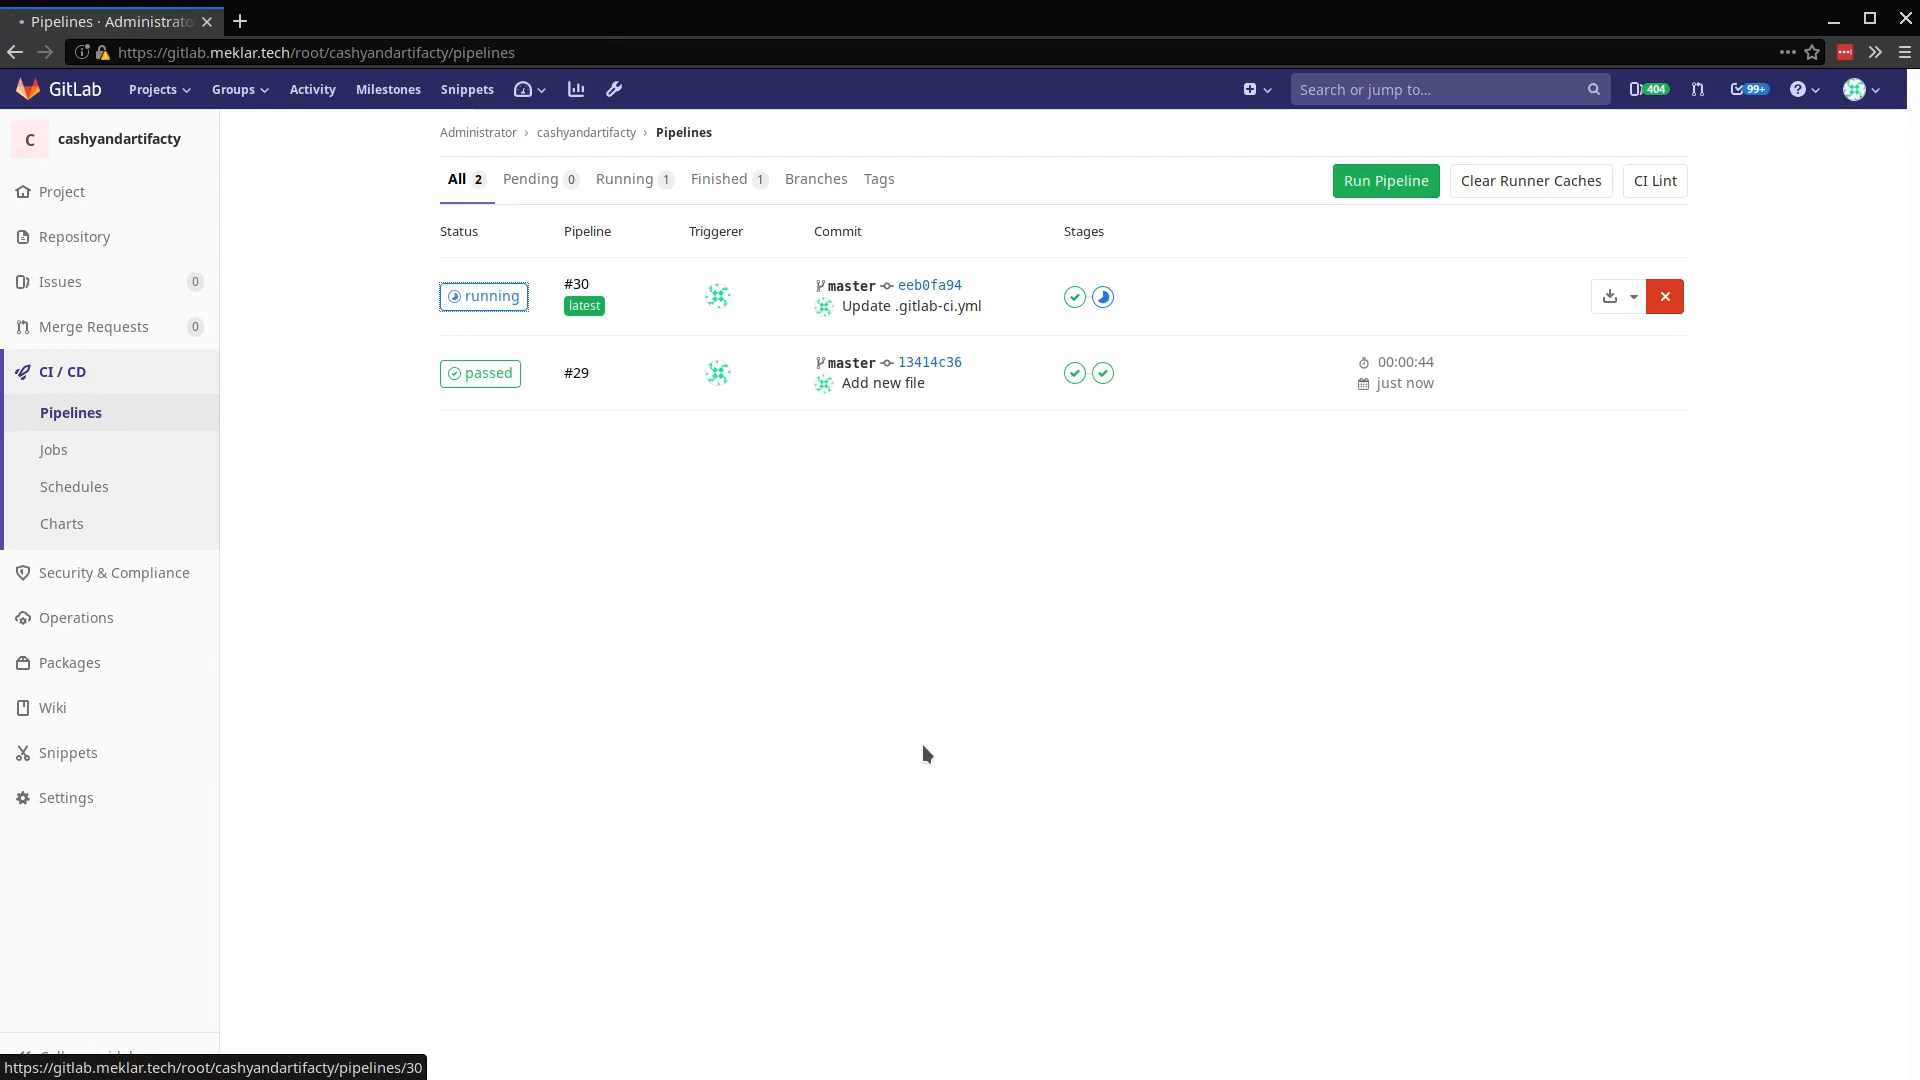 Pipelines · Administrato
https://gitlab.meklar.tech/root/cashyandartifacty/pipelines
GitLab
Projects
Groups
Activity
Milestones
Snippets
Search or jump to...
404
99+
C
cashyandartifacty
Project
Repository
Issues 0
Merge Requests 0
CI / CD
Pipelines
Jobs
Schedules
Charts
Security & Compliance
Operations
Packages
Wiki
Snippets
Settings
Administrator › cashyandartifacty › Pipelines
All 2 Pending 0 Running 1 Finished 1 Branches Tags
Run Pipeline Clear Runner Caches CI Lint
Status Pipeline Triggerer Commit Stages
running #30 master eeb0fa94
latest Update .gitlab-ci.yml
passed #29 master 13414c36 00:00:44
Add new file just now
https://gitlab.meklar.tech/root/cashyandartifacty/pipelines/30